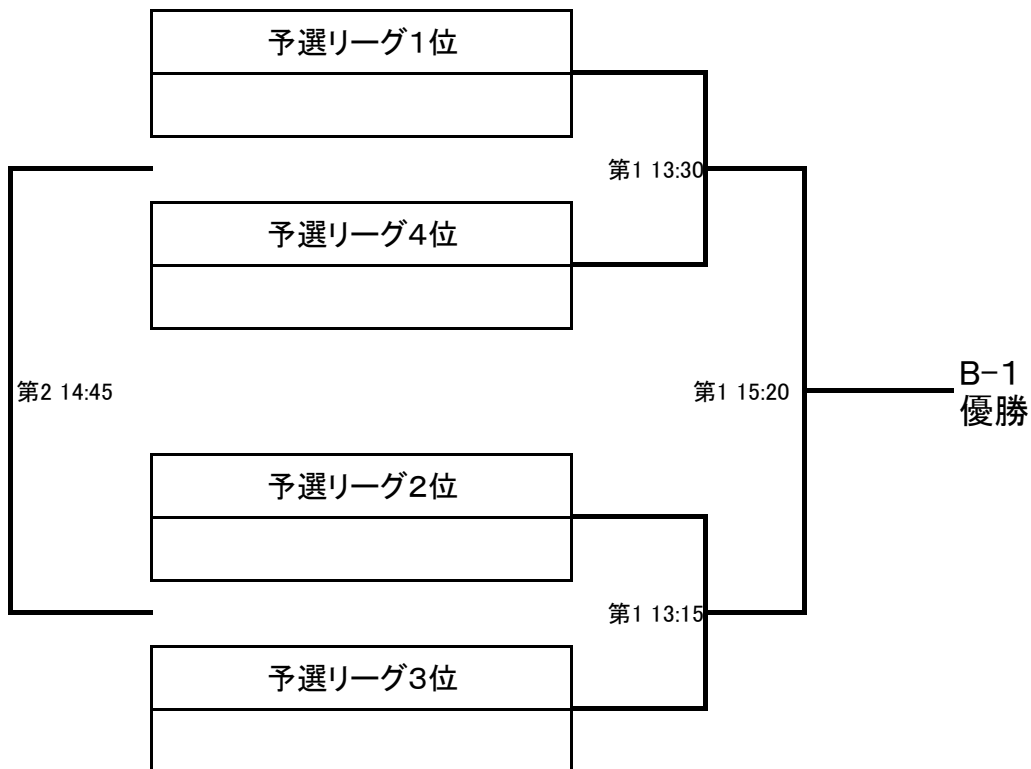 予選リーグ1位
第1 13:30
予選リーグ4位
第2 14:45
第1 15:20
B-1
優勝
予選リーグ2位
第1 13:15
予選リーグ3位